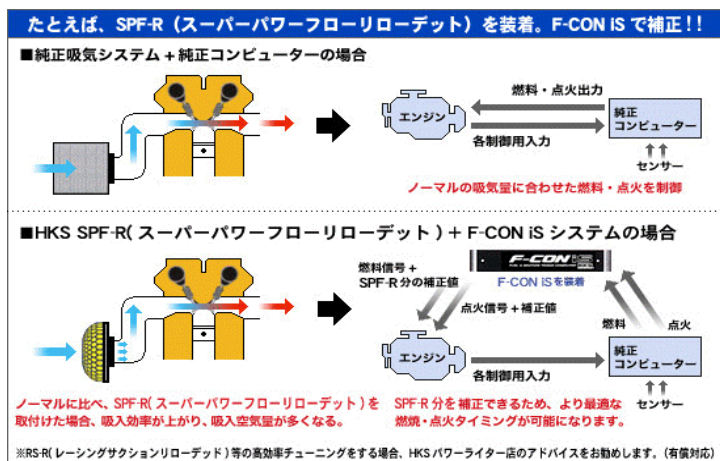 たとえば、SPF-R（スーパーパワーフローリローデット）を装着。F-CON iSで補正!!
■純正吸気システム+純正コンピューターの場合
燃料・点火出力
エンジン
純正
コンピューター
各制御用入力
センサー
ノーマルの吸気量に合わせた燃料・点火を制御
■HKS SPF-R(スーパーパワーフローリローデット)+F-CON iSシステムの場合
F-CON iS
燃料信号+
SPF-R分の補正値
F-CON iSを装着
点火信号+補正値
燃料
点火
エンジン
純正
コンピューター
各制御用入力
センサー
ノーマルに比べ、SPF-R(スーパーパワーフローリローデット)を
取付けた場合、吸入効率が上がり、吸入空気量が多くなる。
SPF-R分を補正できるため、より最適な
燃焼・点火タイミングが可能になります。
※RS-R(レーシングサクションリローデッド)等の高効率チューニングをする場合、HKSパワーライター店のアドバイスをお勧めします。(有償対応)